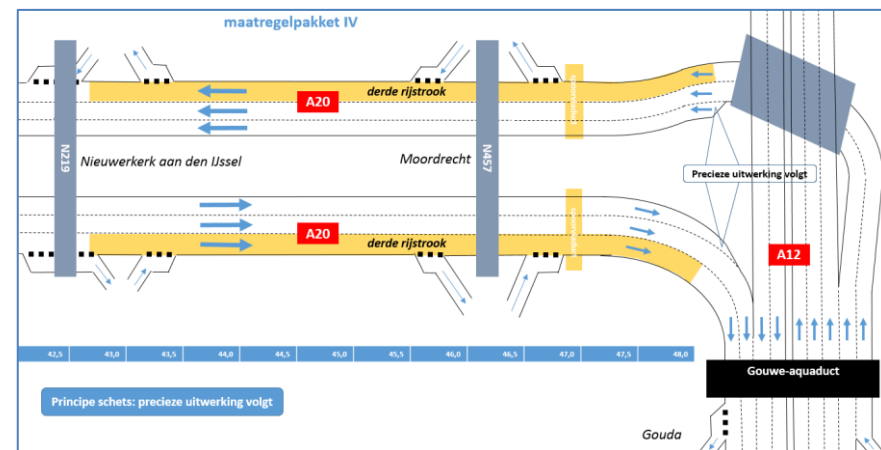 maatregelpakket IV
derde rijstrook
A20
N219
Nieuwerkerk aan den IJssel
Moordrecht
N457
Precieze uitwerking volgt
A20
derde rijstrook
A12
42,5 43,0 43,5 44,0 44,5 45,0 45,5 46,0 46,5 47,0 47,5 48,0
Gouwe-aquaduct
Principe schets: precieze uitwerking volgt
Gouda